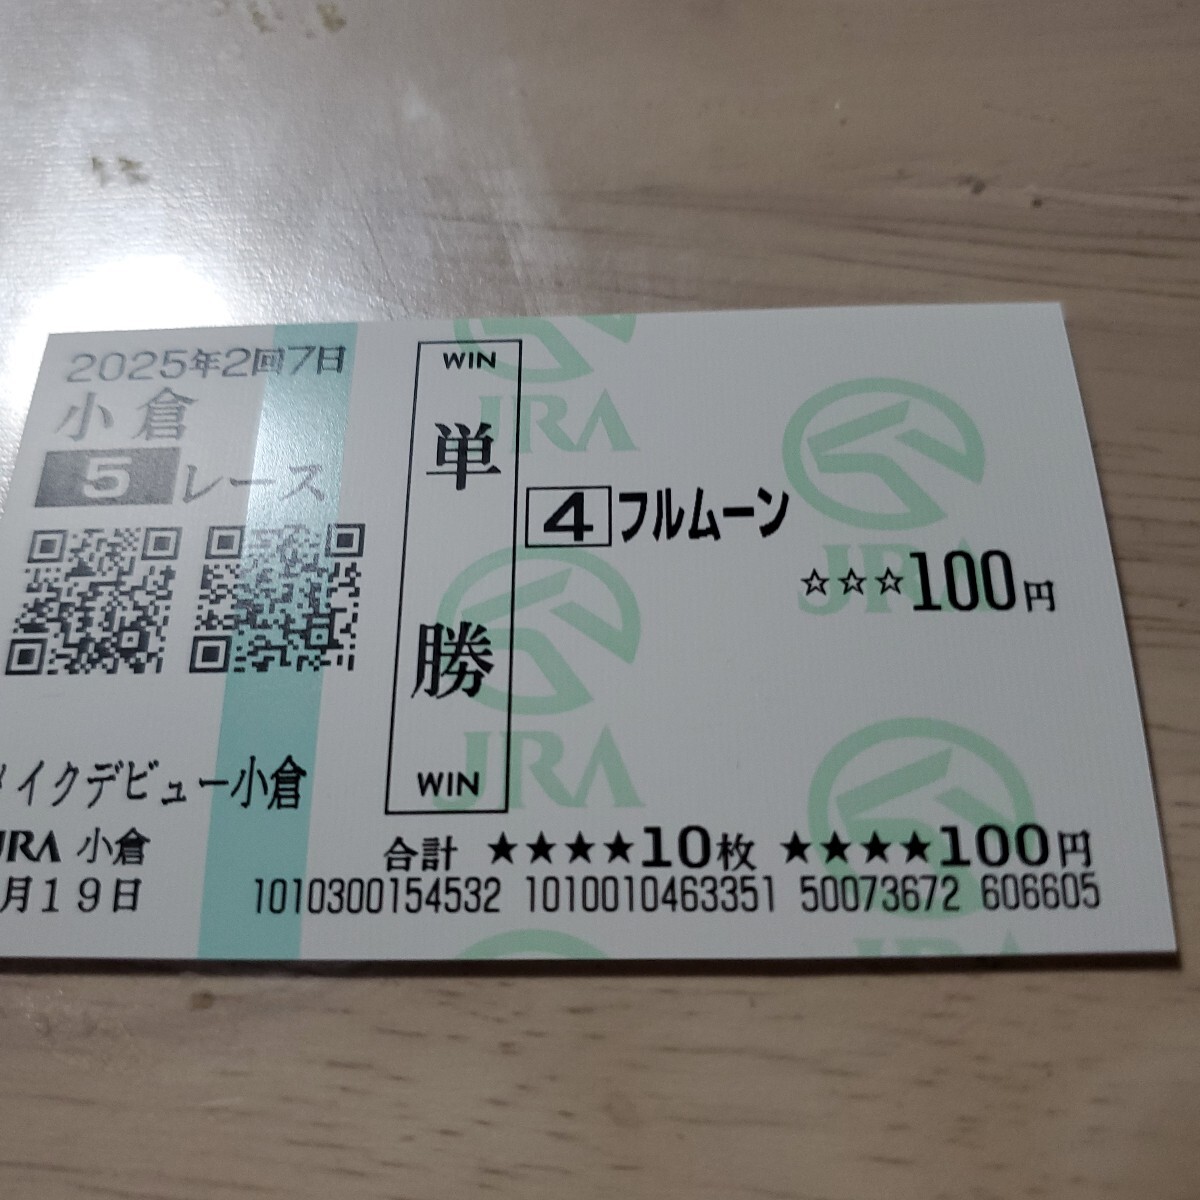 2025年2回7日
小倉
5レース
WIN
単勝
WIN
4 フルムーン
☆☆☆100円
メイクデビュー小倉
JRA 小倉
月19日
合計 ★★★★10枚 ★★★★100円
1010300154532 1010010463351 50073672 606605
JRA
JRA
JRA
JRA